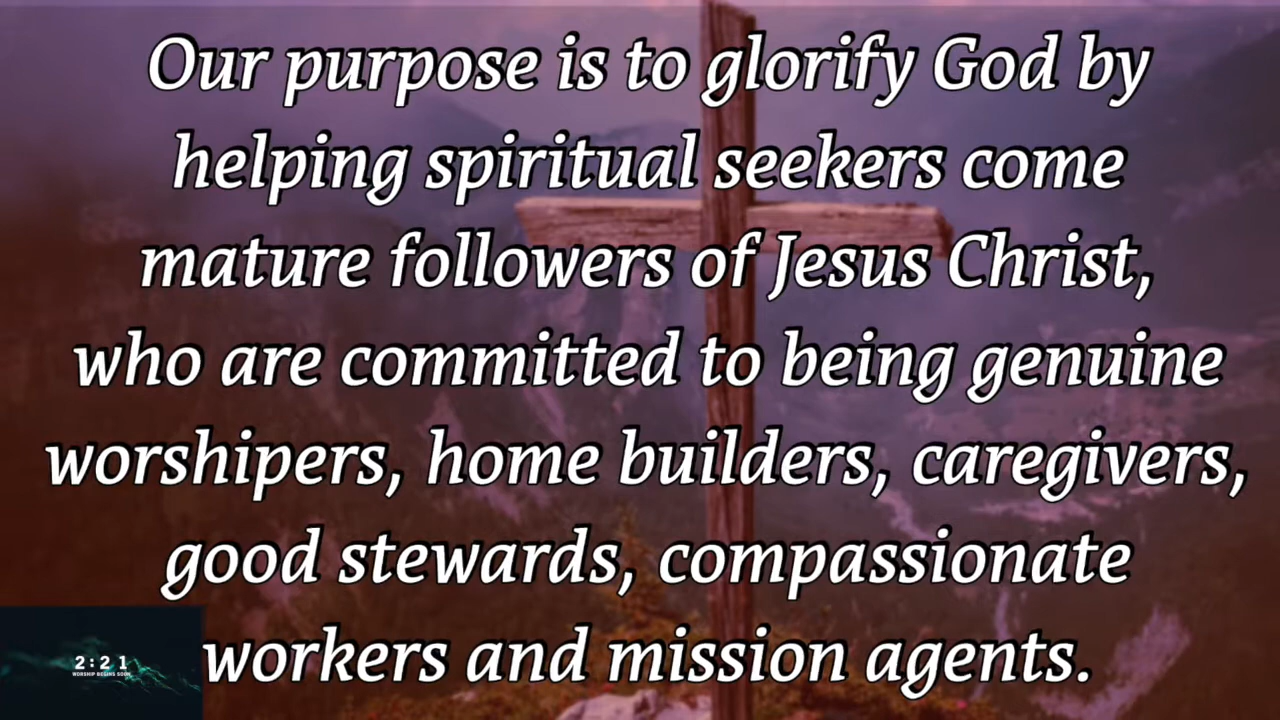 Our purpose is to glorify God by
helping spiritual seekers come
mature followers of Jesus Christ,
who are committed to being genuine
worshipers, home builders, caregivers,
good stewards, compassionate
workers and mission agents.
2:21
WORSHIP BEGINS SOON